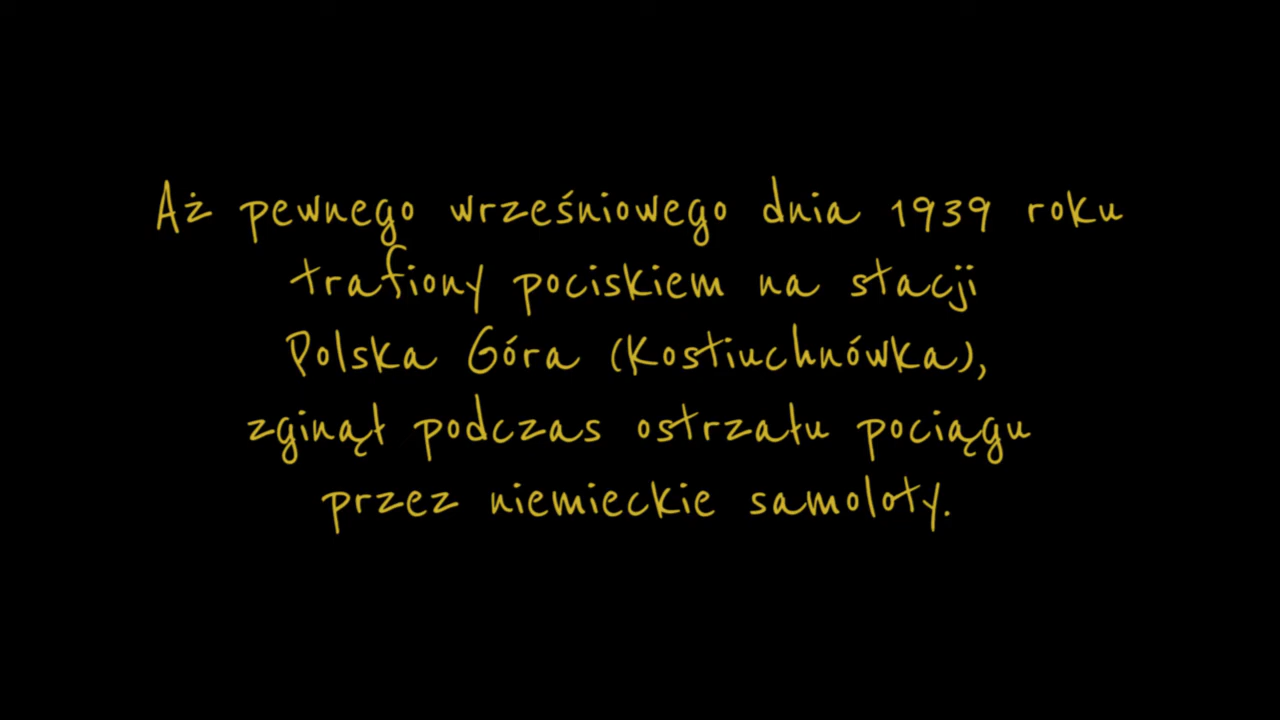 Aż pewnego wrześniowego dnia 1939 roku
trafiony pociskiem na stacji
Polska Góra (Kostiuchnówka),
zginął podczas ostrzału pociągu
przez niemieckie samoloty.